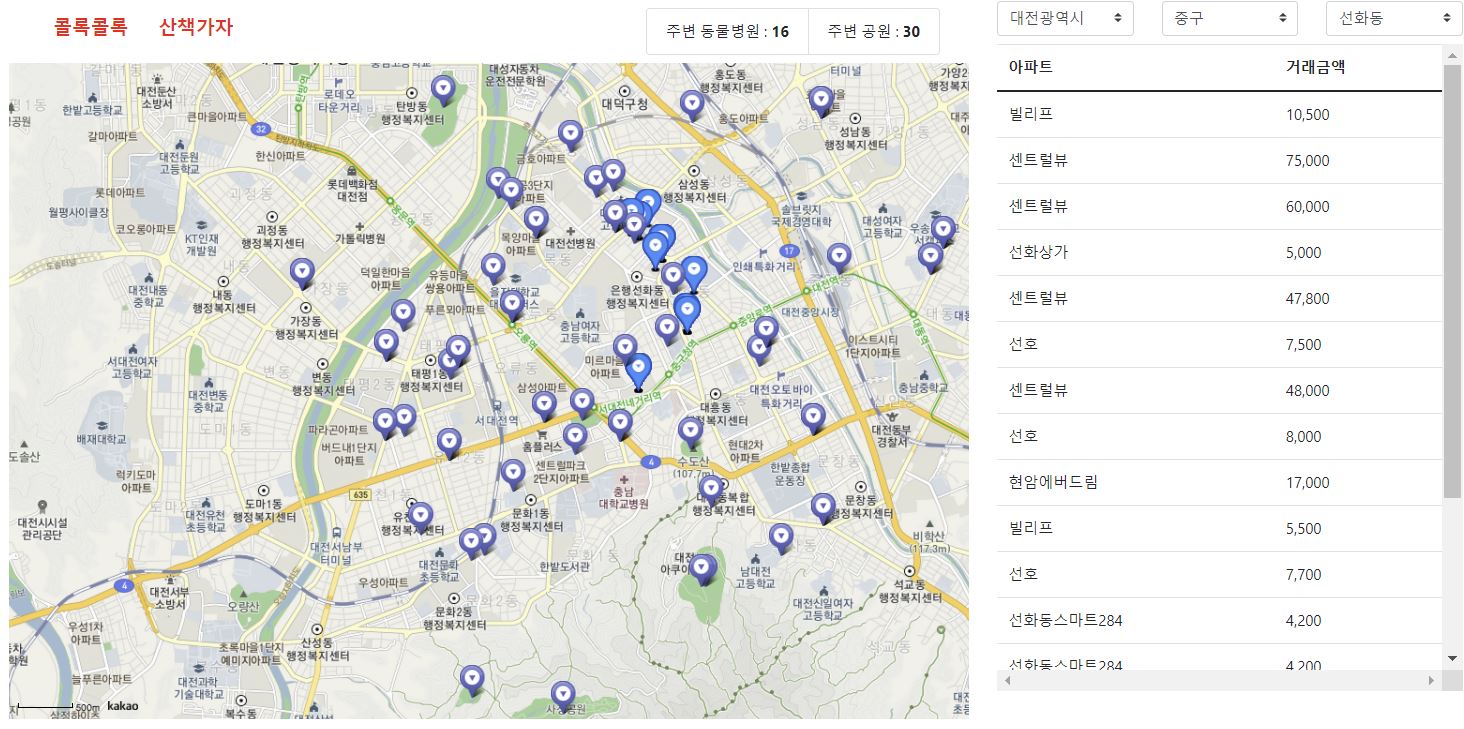 콜록콜록 산책가자
주변 동물병원 : 16
주변 공원 : 30
대전광역시
중구
선화동
아파트 거래금액
빌리프 10,500
센트럴뷰 75,000
센트럴뷰 60,000
선화상가 5,000
센트럴뷰 47,800
선호 7,500
센트럴뷰 48,000
선호 8,000
현암에버드림 17,000
빌리프 5,500
선호 7,700
선화동스마트284 4,200
선화동스마트284 4,200
대전둔산
소방서
로데오
타운거리
탄방동
행정복지센터
대성자동차
운전전문학원
대덕구청
홍도동
행정복지센터
터미널
한밭고등학교
갈마아파트
큰마을아파트
32
한신아파트
대전둔원
고등학교
금호아파트
홍도아파트
성남동
행정복지센터
롯데아파트
월평사이클장
코오롱아파트
롯데백화점
대전점
괴정동
행정복지센터
KT인재
개발원
가톨릭병원
용문역
대전선병원
삼성동
행정복지센터
솔브릿지
국제경영대학
대성여자
고등학교
17
인쇄특화거리
대전내동
중학교
내동
행정복지센터
가장동
행정복지센터
덕일한마음
아파트
유등마을
쌍용아파트
푸른뫼아파트
오룡역
은행선화동
행정복지센터
충남여자
고등학교
중앙로역
대전역
대전중앙시장
대동역
이스트시티
1단지아파트
서대전여자
고등학교
변동
행정복지센터
태평1동
행정복지센터
대전변동
중학교
미르마을
아파트
중구청역
삼성아파트
서대전네거리역
서대전역
대전오토바이
특화거리
충남중학교
대흥동
행정복지센터
대전동부
경찰서
배재대학교
파라곤아파트
버드내1단지
아파트
홈플러스
센트럴파크
2단지아파트
4
수도산
(107.7m)
현대2차
아파트
한밭종합
운동장
도솔산
럭키도마
아파트
635
충남
대학교병원
대전시시설
관리공단
대전유천
초등학교
도마1동
행정복지센터
문화1동
행정복지센터
문창동
행정복지센터
비학산
(117.3m)
대전서남부
터미널
대전문화
초등학교
한밭도서관
남대전
고등학교
석교동
행정복지센터
4
대전서부
소방서
우성아파트
오량산
문화2동
행정복지센터
대전신일여자
고등학교
우성1차
아파트
산성동
행정복지센터
초록마을1단지
예미지아파트
대전과학
기술대학교
늘푸른아파트
복수동
500m
kakao